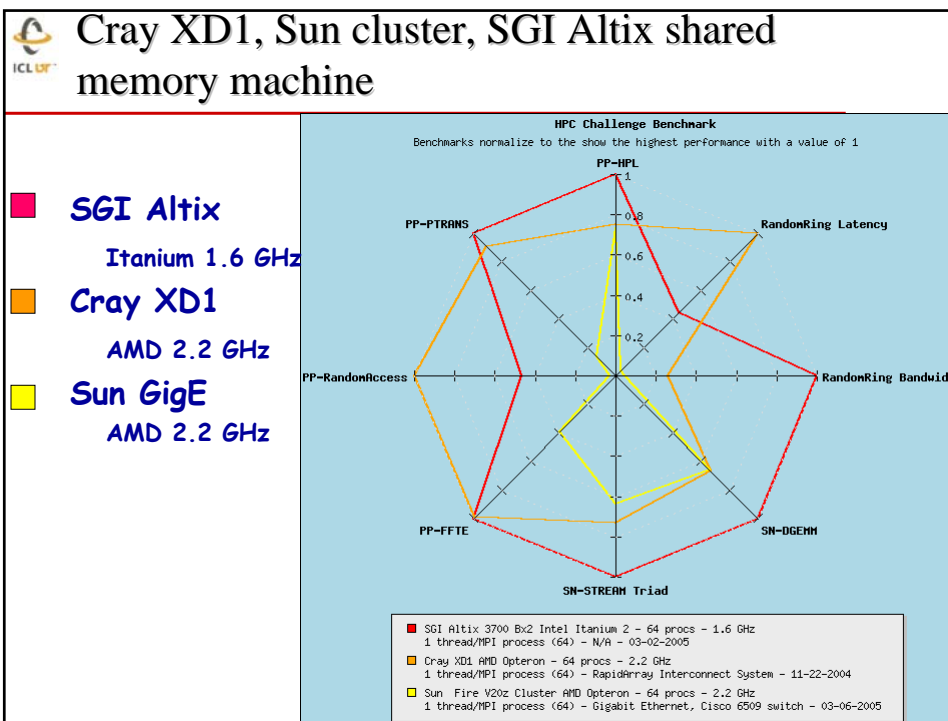 Cray XD1, Sun cluster, SGI Altix shared
memory machine
ICL UT
SGI Altix
Itanium 1.6 GHz
Cray XD1
AMD 2.2 GHz
Sun GigE
AMD 2.2 GHz
HPC Challenge Benchmark
Benchmarks normalize to the show the highest performance with a value of 1
PP-HPL
1
0.8
0.6
0.4
0.2
PP-PTRANS
RandomRing Latency
PP-RandomAccess
RandomRing Bandwid
PP-FFTE
SN-DGEMM
SN-STREAM Triad
SGI Altix 3700 Bx2 Intel Itanium 2 - 64 procs - 1.6 GHz
1 thread/MPI process (64) - N/A - 03-02-2005
Cray XD1 AMD Opteron - 64 procs - 2.2 GHz
1 thread/MPI process (64) - RapidArray Interconnect System - 11-22-2004
Sun Fire V20z Cluster AMD Opteron - 64 procs - 2.2 GHz
1 thread/MPI process (64) - Gigabit Ethernet, Cisco 6509 switch - 03-06-2005